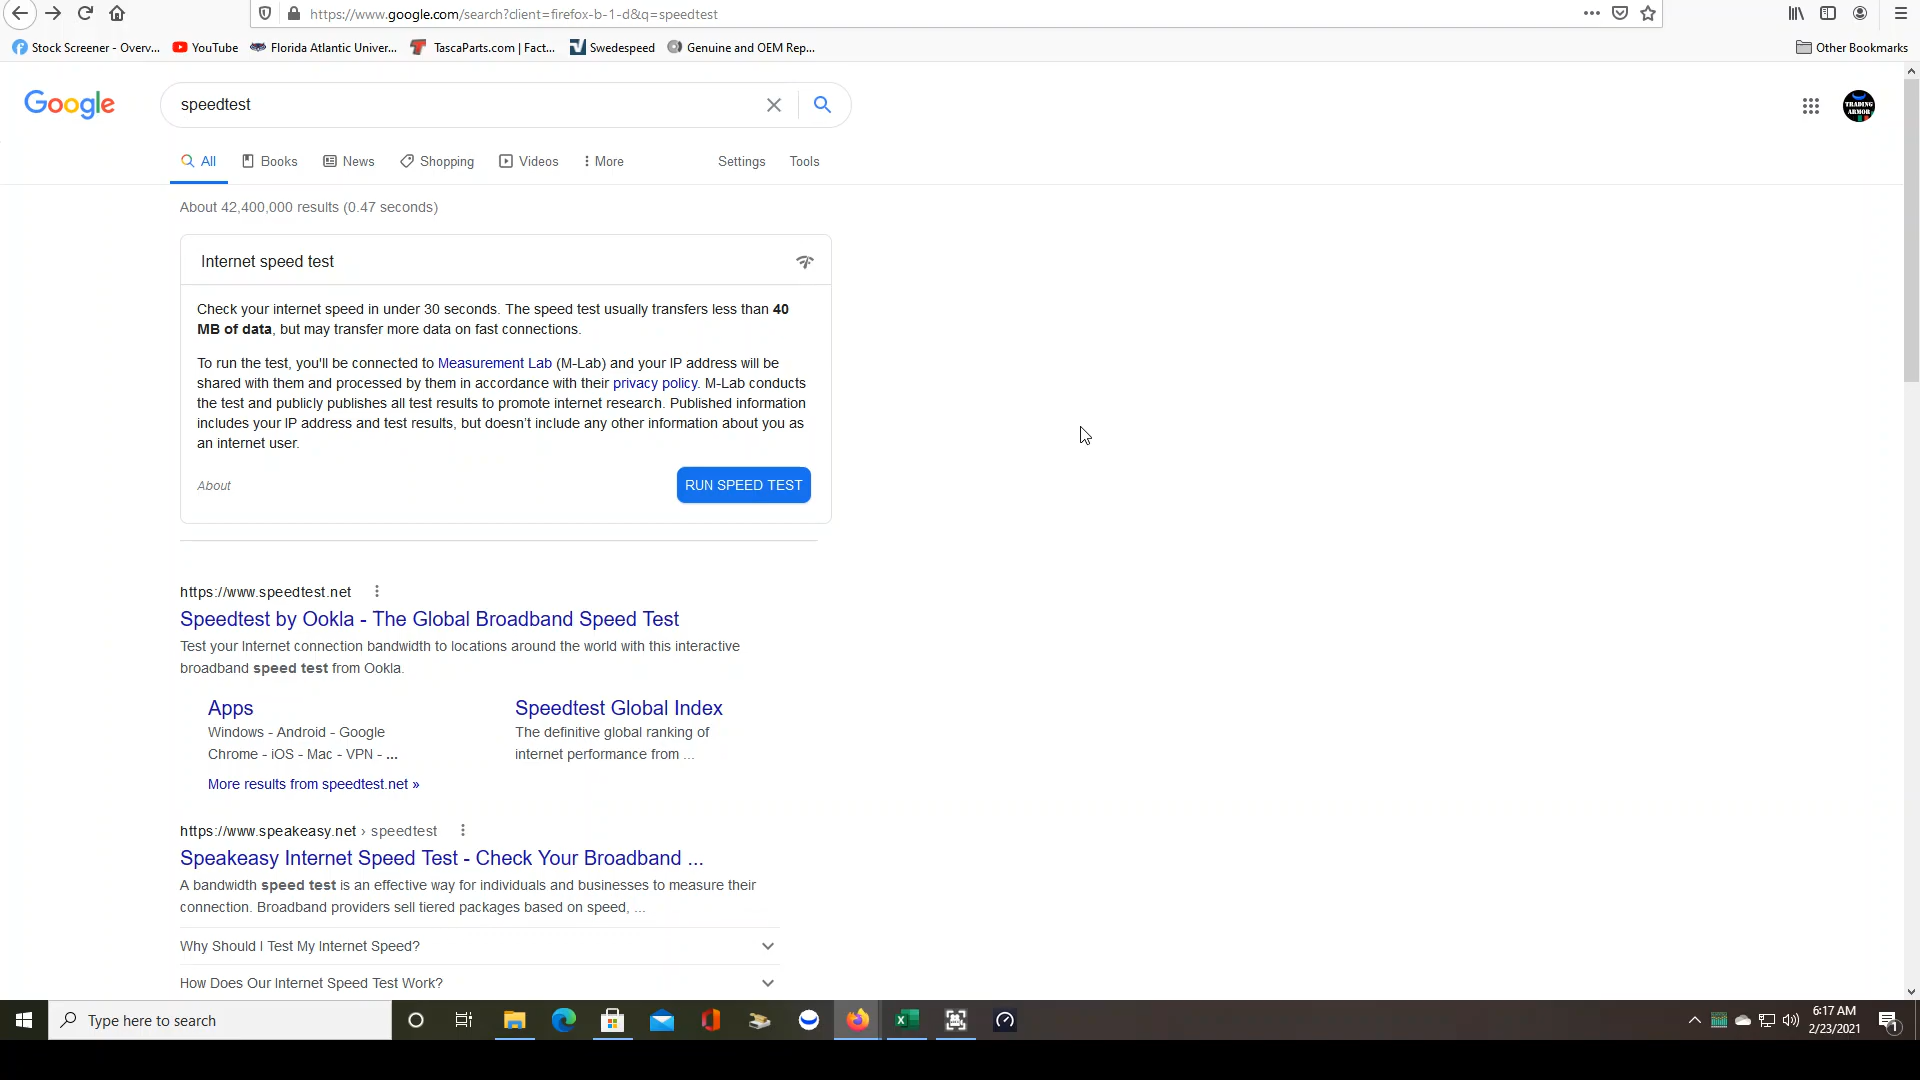 https://www.google.com/search?client=firefox-b-1-d&q=speedtest
Stock Screener - Overv...
YouTube
Florida Atlantic Univer...
TascaParts.com | Fact...
Swedespeed
Genuine and OEM Rep...
Other Bookmarks
Google
speedtest
TRADING
ARMOR
All
Books
News
Shopping
Videos
More
Settings
Tools
About 42,400,000 results (0.47 seconds)
Internet speed test
Check your internet speed in under 30 seconds. The speed test usually transfers less than 40
MB of data, but may transfer more data on fast connections.
To run the test, you'll be connected to Measurement Lab (M-Lab) and your IP address will be
shared with them and processed by them in accordance with their privacy policy. M-Lab conducts
the test and publicly publishes all test results to promote internet research. Published information
includes your IP address and test results, but doesn't include any other information about you as
an internet user.
About
RUN SPEED TEST
https://www.speedtest.net
Speedtest by Ookla - The Global Broadband Speed Test
Test your Internet connection bandwidth to locations around the world with this interactive
broadband speed test from Ookla.
Apps
Windows - Android - Google
Chrome - iOS - Mac - VPN - ...
Speedtest Global Index
The definitive global ranking of
internet performance from ...
More results from speedtest.net »
https://www.speakeasy.net › speedtest
Speakeasy Internet Speed Test - Check Your Broadband ...
A bandwidth speed test is an effective way for individuals and businesses to measure their
connection. Broadband providers sell tiered packages based on speed, ...
Why Should I Test My Internet Speed?
How Does Our Internet Speed Test Work?
Type here to search
6:17 AM
2/23/2021
1